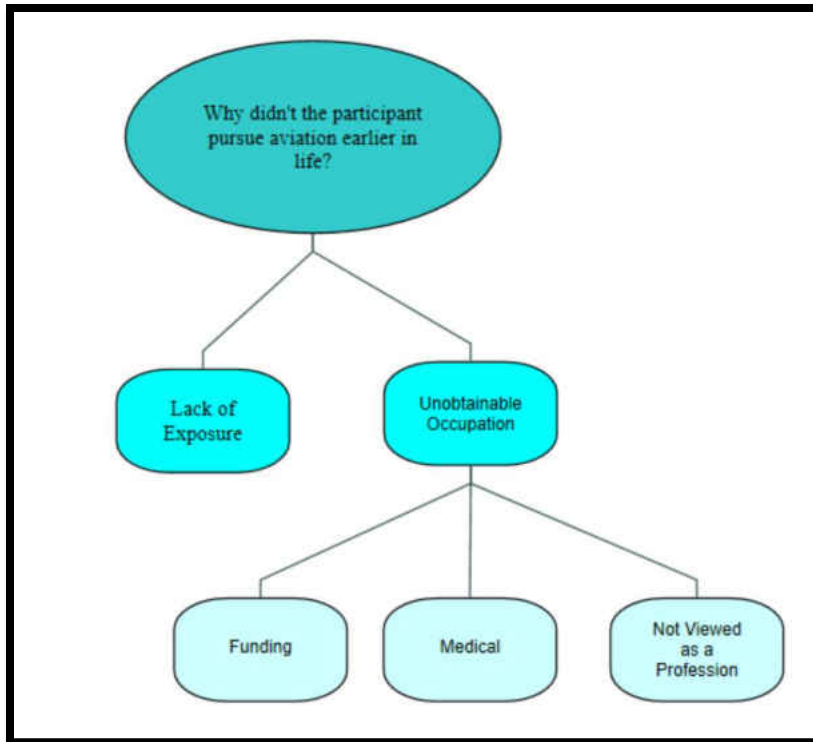 Why didn't the participant
pursue aviation earlier in
life?
Lack of
Exposure
Unobtainable
Occupation
Funding
Medical
Not Viewed
as a
Profession